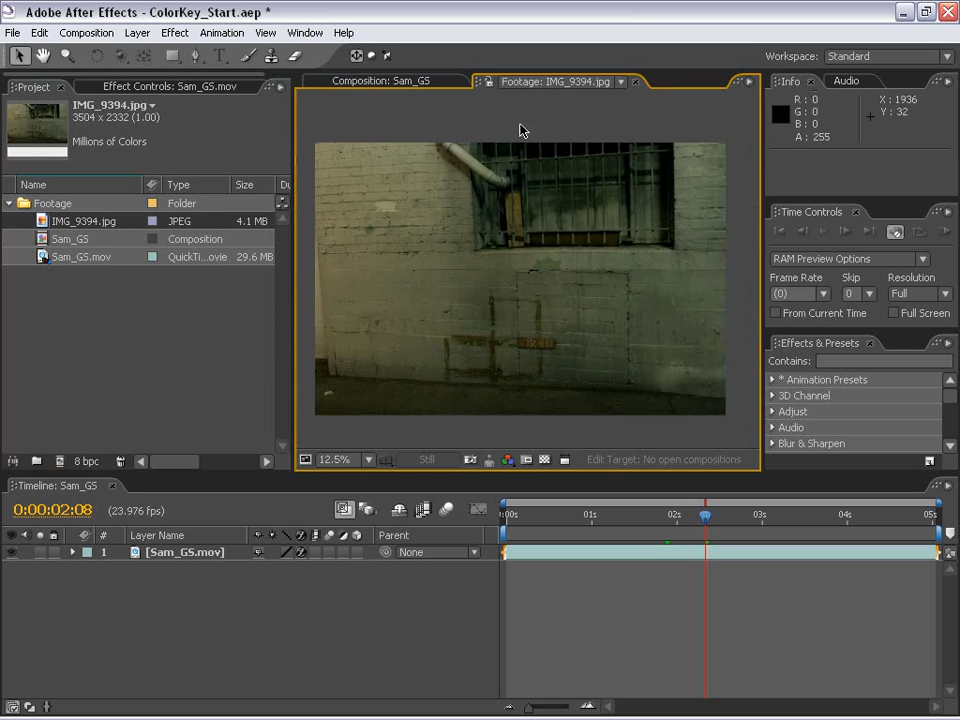 Adobe After Effects - ColorKey_Start.aep *
File Edit Composition Layer Effect Animation View Window Help
Workspace: Standard
Project Effect Controls: Sam_GS.mov
Composition: Sam_GS Footage: IMG_9394.jpg
Info Audio
IMG_9394.jpg
3504 x 2332 (1.00)
Millions of Colors
R: 0 X: 1936
G: 0 Y: 32
B: 0
A: 255
Name Type Size Du
Footage Folder
IMG_9394.jpg JPEG 4.1 MB
Sam_GS Composition
Sam_GS.mov QuickTi...ovie 29.6 MB
Time Controls
RAM Preview Options
Frame Rate Skip Resolution
(0) 0 Full
From Current Time Full Screen
Effects & Presets
Contains:
* Animation Presets
3D Channel
Adjust
Audio
Blur & Sharpen
8 bpc
12.5% Still Edit Target: No open compositions
Timeline: Sam_GS
0:00:02:08 (23.976 fps)
:00s 01s 02s 03s 04s 05s
# Layer Name Parent
1 [Sam_GS.mov] None